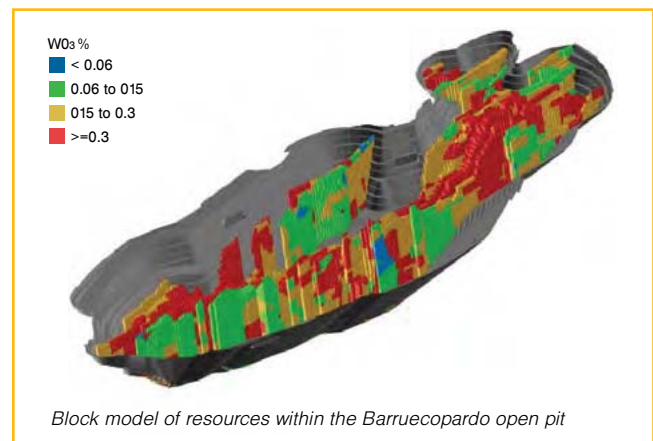 W03 %
< 0.06
0.06 to 015
015 to 0.3
>=0.3
Block model of resources within the Barruecopardo open pit